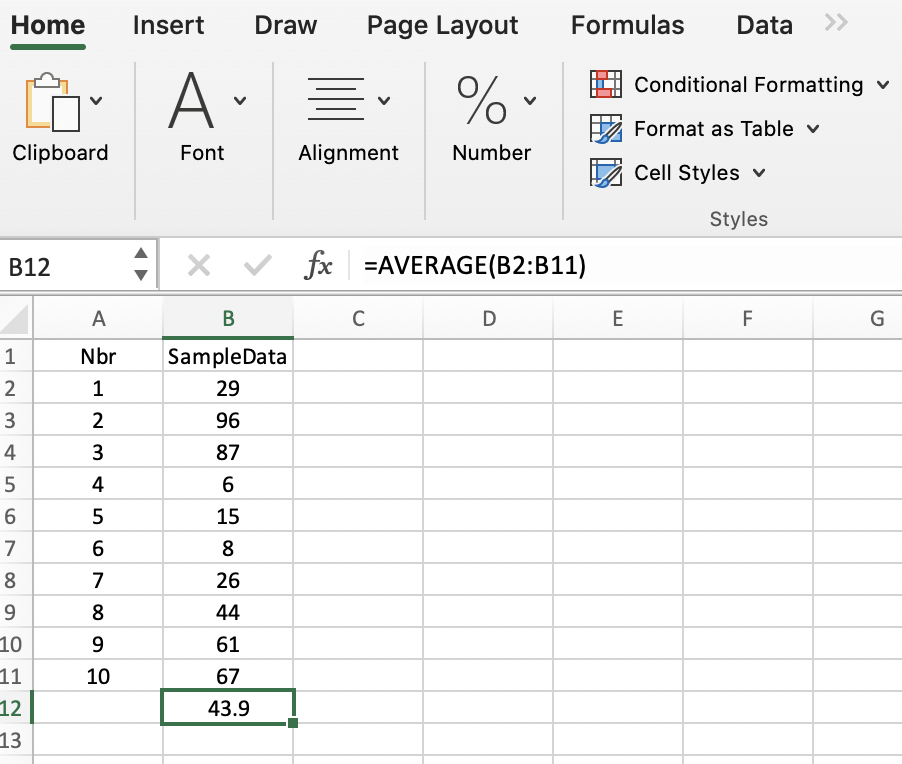 Home Insert Draw Page Layout Formulas Data
Clipboard Font Alignment Number
Conditional Formatting
Format as Table
Cell Styles
Styles
B12 fx =AVERAGE(B2:B11)
A B C D E F G
1 Nbr SampleData
2 1 29
3 2 96
4 3 87
5 4 6
6 5 15
7 6 8
8 7 26
9 8 44
10 9 61
11 10 67
12 43.9
13